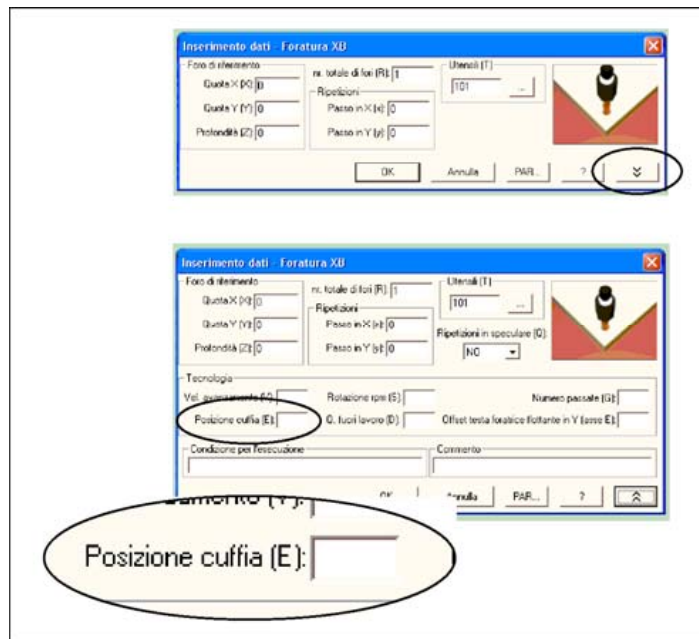 Inserimento dati - Foratura XB
Foro di riferimento
Quota X (X): 0
Quota Y (Y): 0
Profondità (Z): 0
nr. totale di fori (R): 1
Ripetizioni
Passo in X (x): 0
Passo in Y (y): 0
Utensili (T)
101 ...
OK Annulla PAR... ?
Inserimento dati - Foratura XB
Foro di riferimento
Quota X (X): 0
Quota Y (Y): 0
Profondità (Z): 0
nr. totale di fori (R): 1
Ripetizioni
Passo in X (x): 0
Passo in Y (y): 0
Utensili (T)
101 ...
Ripetizioni in speculare (Q):
NO
Tecnologia
Vel. avanzamento (V): Rotazione rpm (S): Numero passate (G):
Posizione cuffia (E): Q. fuori lavoro (D): Offset testa foratrice flottante in Y (asse E):
Condizione per l'esecuzione Commento
OK Annulla PAR... ?
(V):
Posizione cuffia (E):